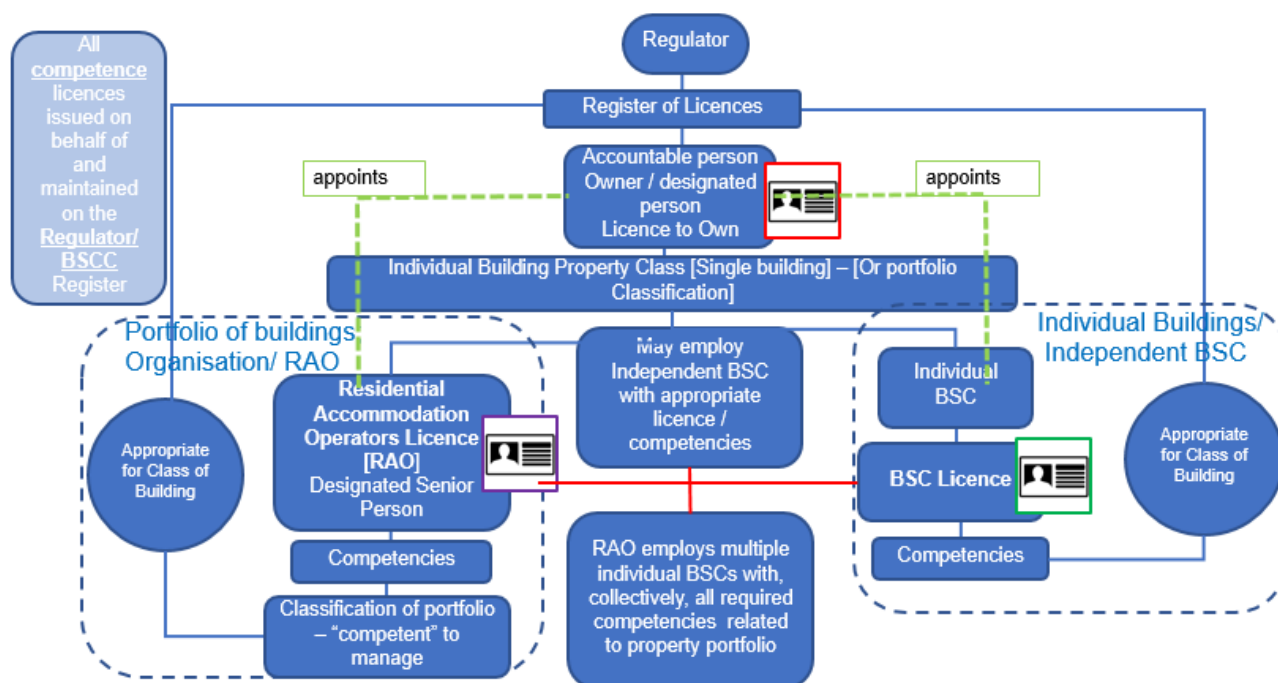 All
competence
licences
issued on
behalf of
and
maintained
on the
Regulator/
BSCC
Register
Regulator
Register of Licences
Accountable person
Owner / designated
person
Licence to Own
appoints
appoints
Individual Building Property Class [Single building] – [Or portfolio
Classification]
Portfolio of buildings
Organisation/ RAO
Residential
Accommodation
Operators Licence
[RAO]
Designated Senior
Person
Appropriate
for Class of
Building
Competencies
Classification of portfolio
– “competent” to
manage
May employ
Independent BSC
with appropriate
licence /
competencies
RAO employs multiple
individual BSCs with,
collectively, all required
competencies related
to property portfolio
Individual Buildings/
Independent BSC
Individual
BSC
BSC Licence
Competencies
Appropriate
for Class of
Building